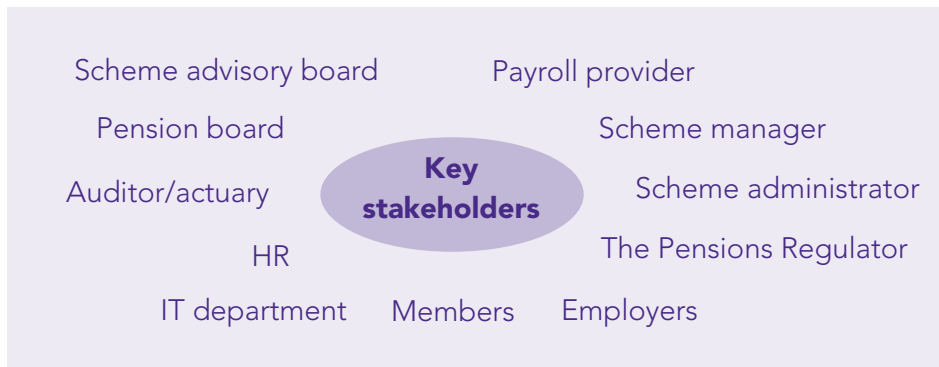 Scheme advisory board
Payroll provider
Pension board
Scheme manager
Key
stakeholders
Auditor/actuary
Scheme administrator
HR
The Pensions Regulator
IT department
Members
Employers